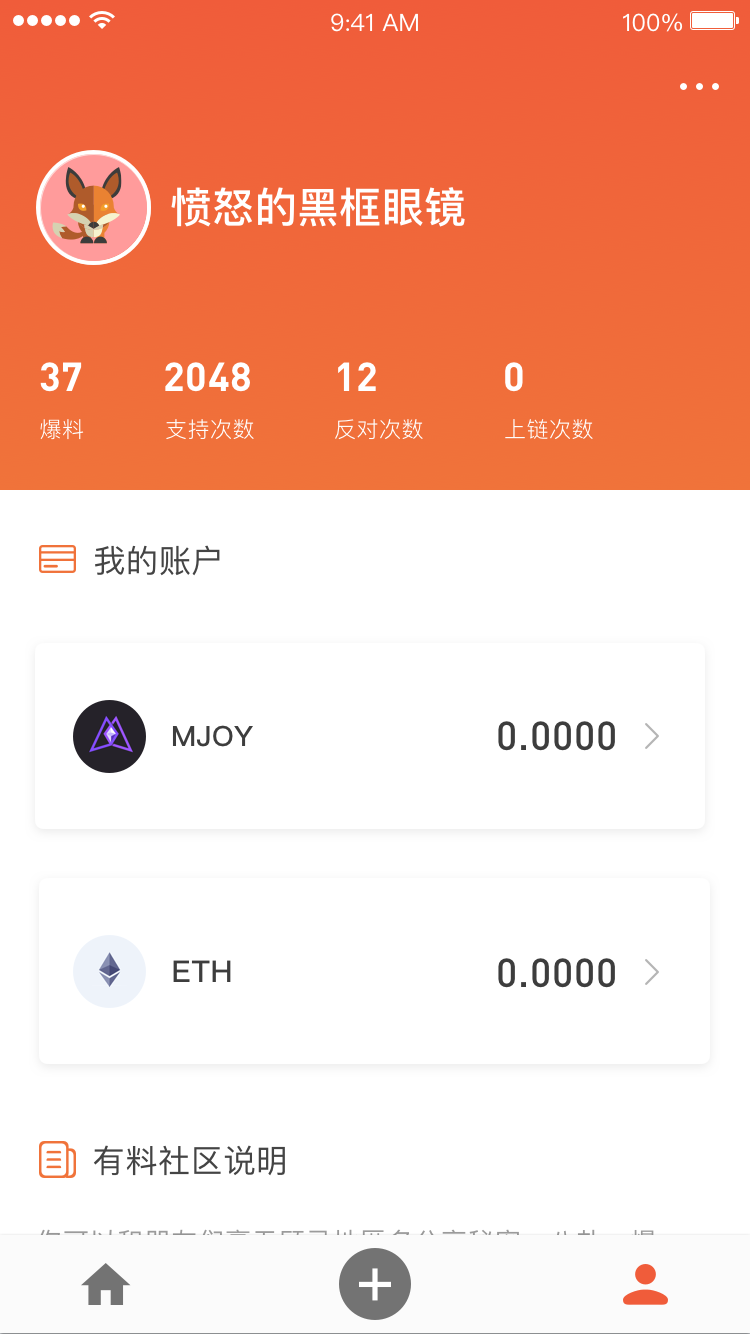 9:41 AM
100%
愤怒的黑框眼镜
37 2048 12 0
爆料 支持次数 反对次数 上链次数
我的账户
MJOY 0.0000
ETH 0.0000
有料社区说明